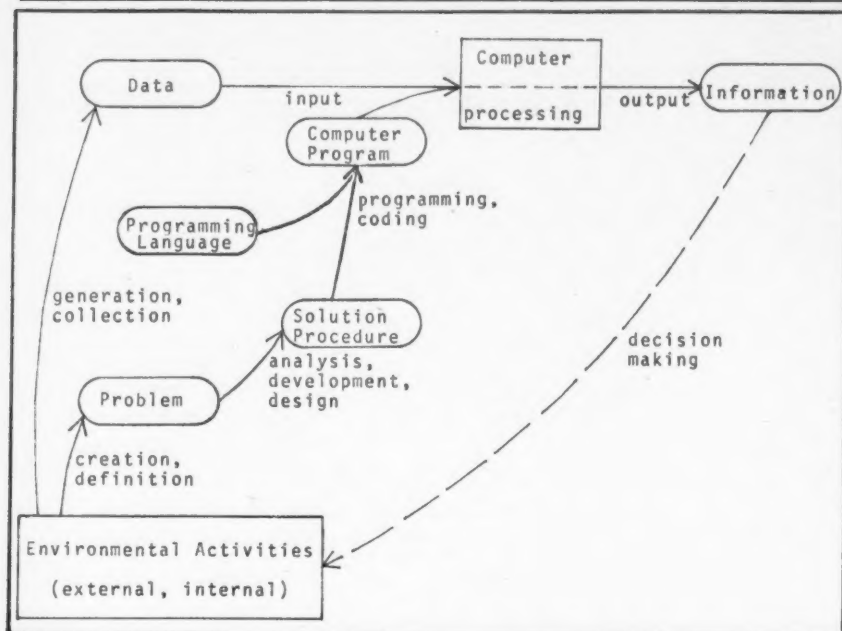 Data
input
Computer
processing
output
Information
Computer
Program
programming,
coding
Programming
Language
generation,
collection
Solution
Procedure
analysis,
development,
design
decision
making
Problem
creation,
definition
Environmental Activities
(external, internal)